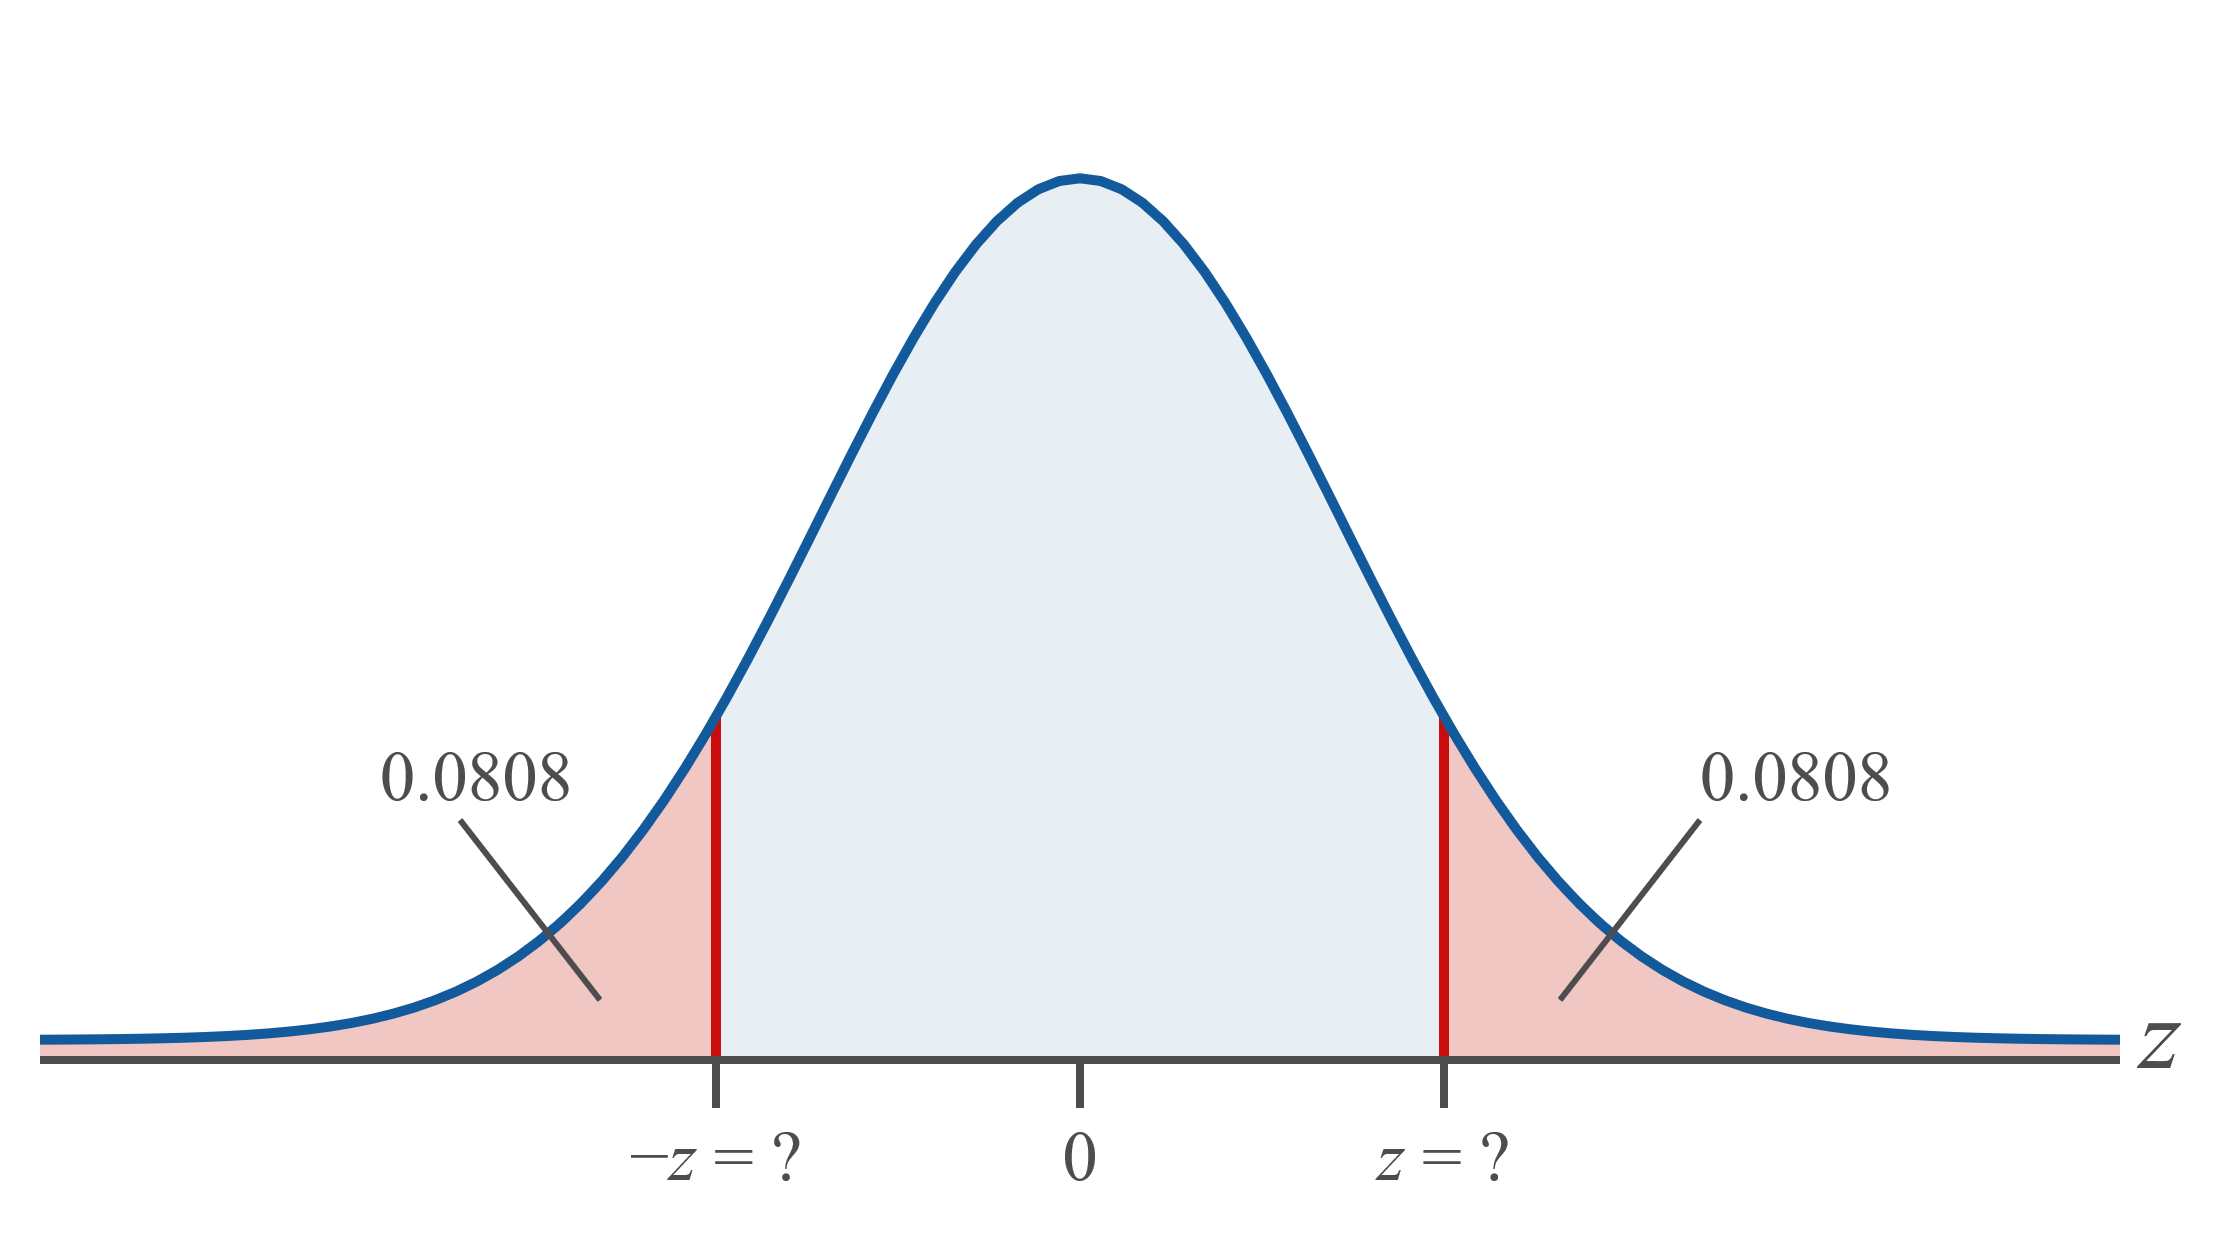 0.0808
0.0808
z
−z = ?
0
z = ?